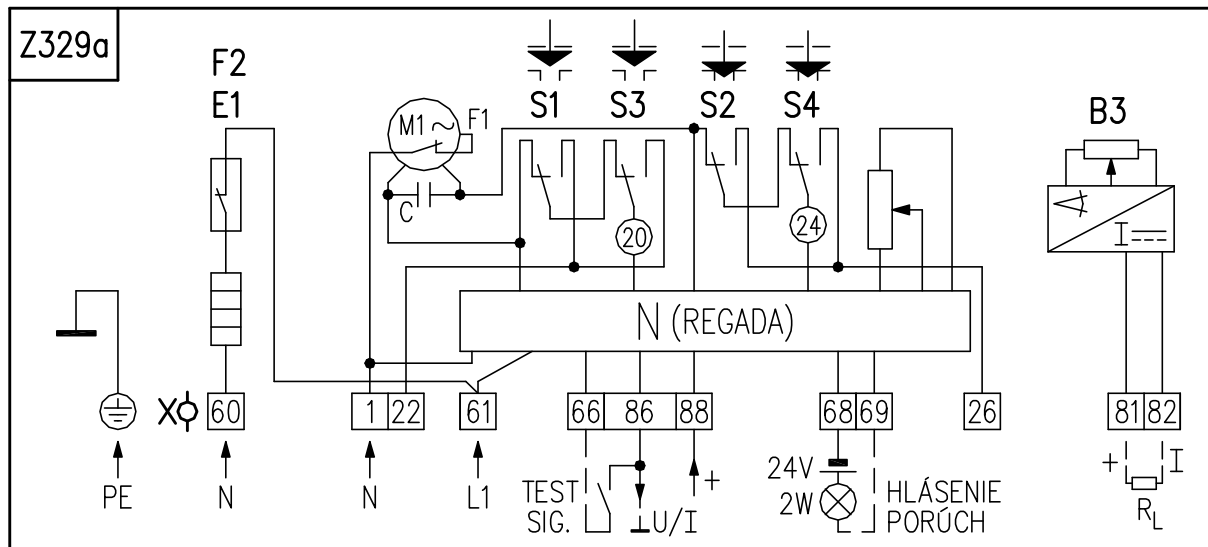 Z329a
F2
E1
S1
S3
S2
S4
B3
M1
F1
C
20
24
I
N (REGADA)
X
60
1
22
61
66
86
88
68
69
26
81
82
PE
N
N
L1
TEST
SIG.
U/I
+
24V
2W
HLÁSENIE
PORÚCH
+
I
RL